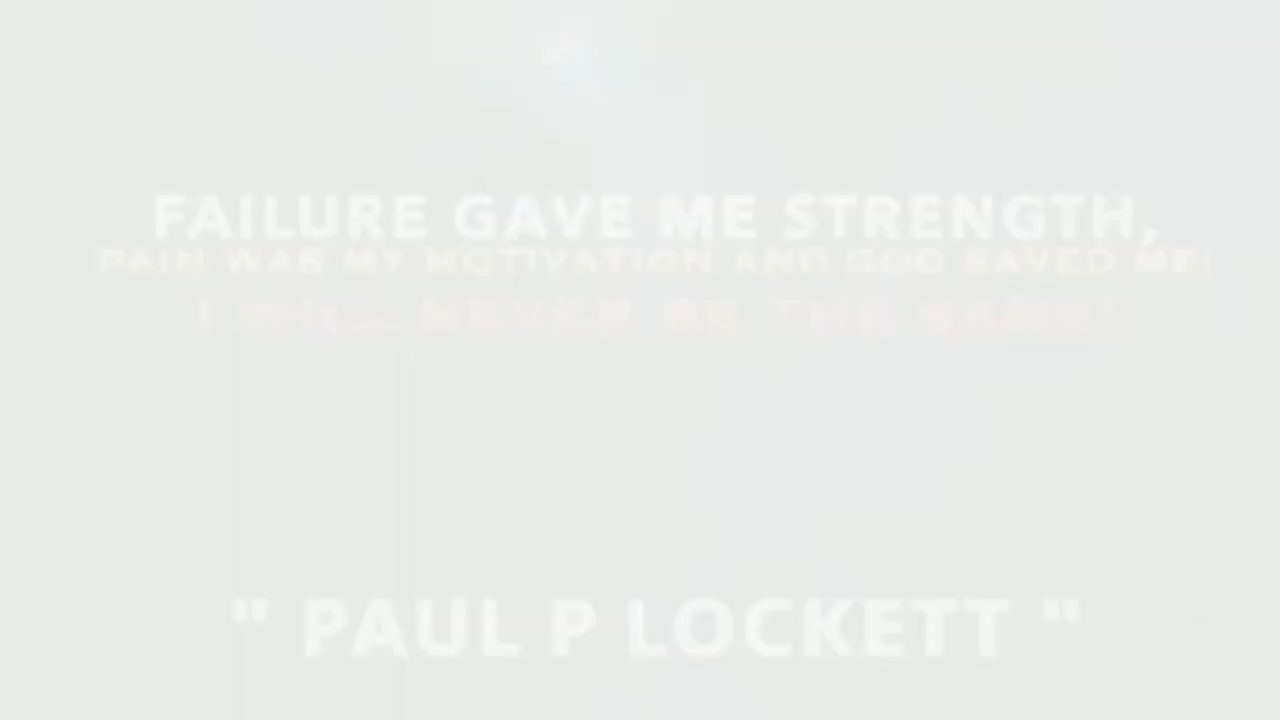 FAILURE GAVE ME STRENGTH,
PAIN WAS MY MOTIVATION AND GOD SAVED ME!
I WILL NEVER BE THE SAME!
" PAUL P LOCKETT "